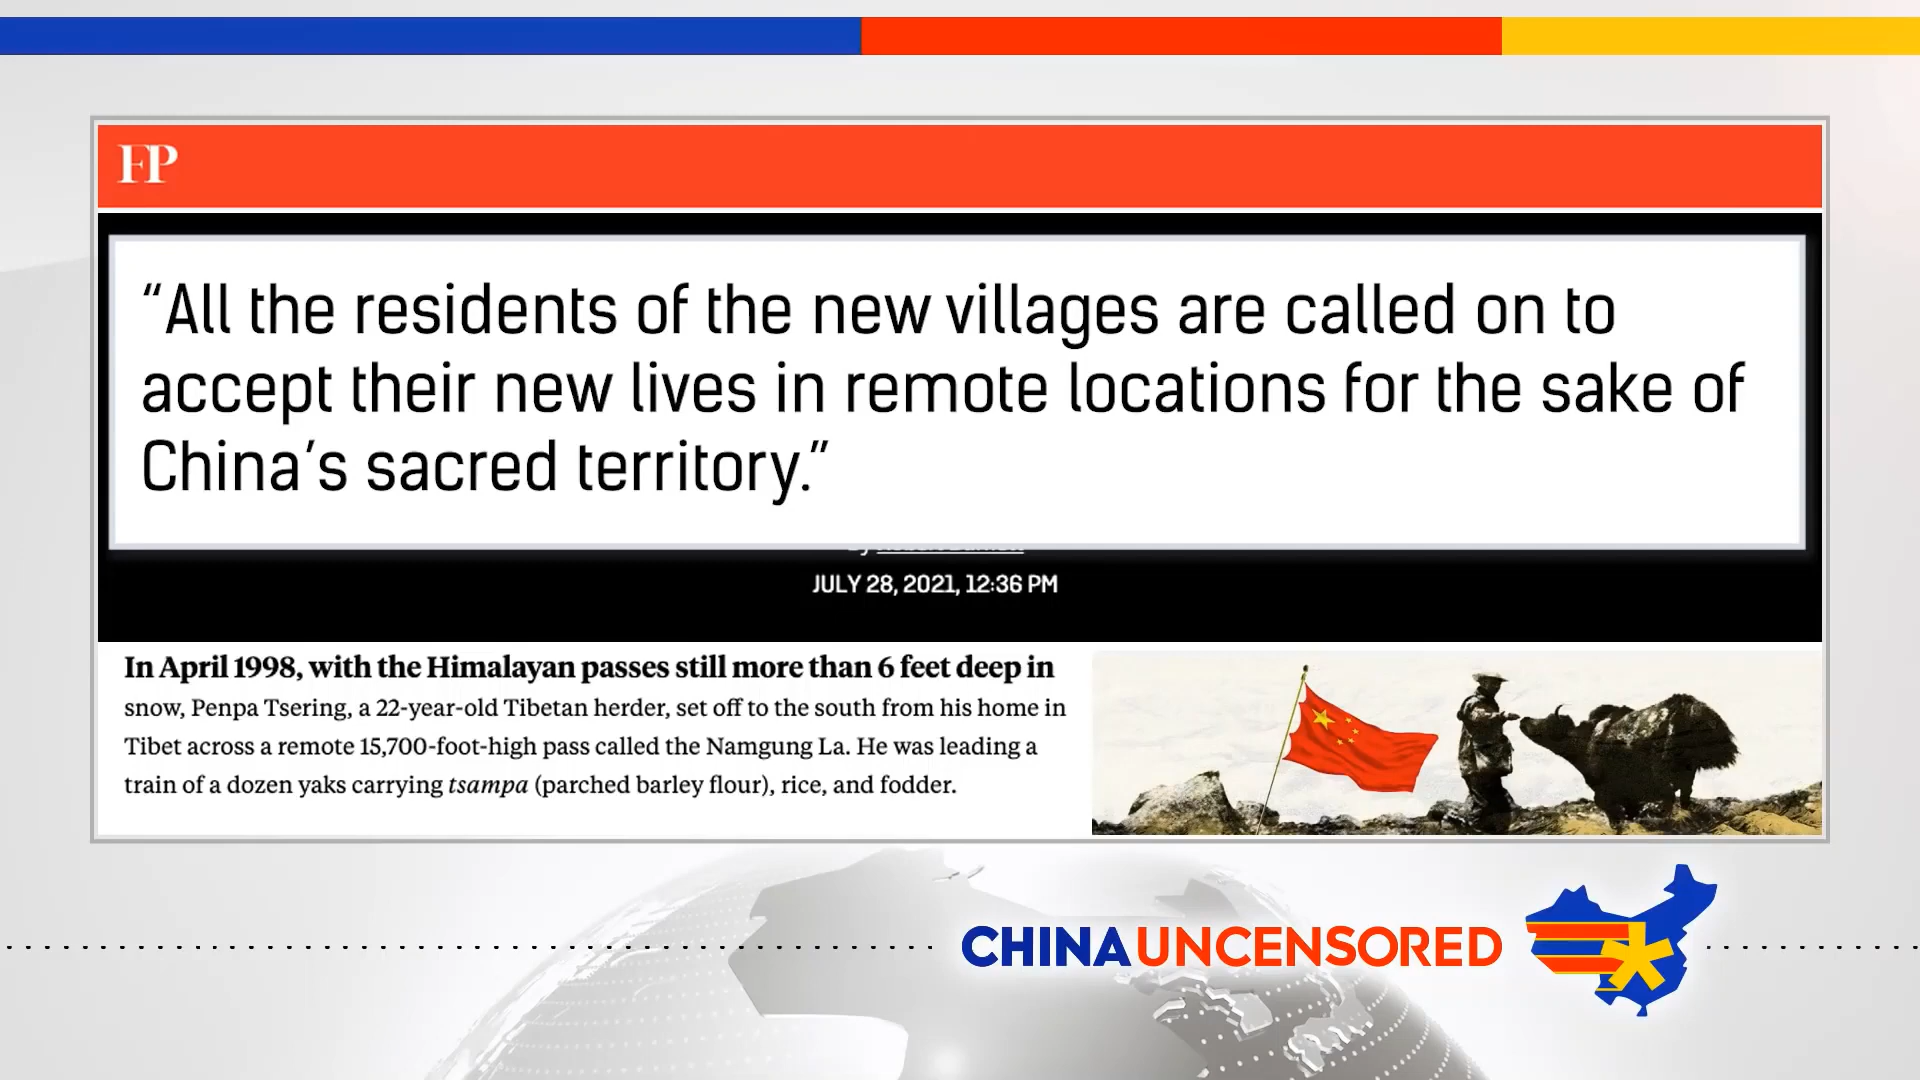 FP
“All the residents of the new villages are called on to
accept their new lives in remote locations for the sake of
China’s sacred territory.”
JULY 28, 2021, 12:36 PM
In April 1998, with the Himalayan passes still more than 6 feet deep in
snow, Penpa Tsering, a 22-year-old Tibetan herder, set off to the south from his home in
Tibet across a remote 15,700-foot-high pass called the Namgung La. He was leading a
train of a dozen yaks carrying tsampa (parched barley flour), rice, and fodder.
CHINAUNCENSORED